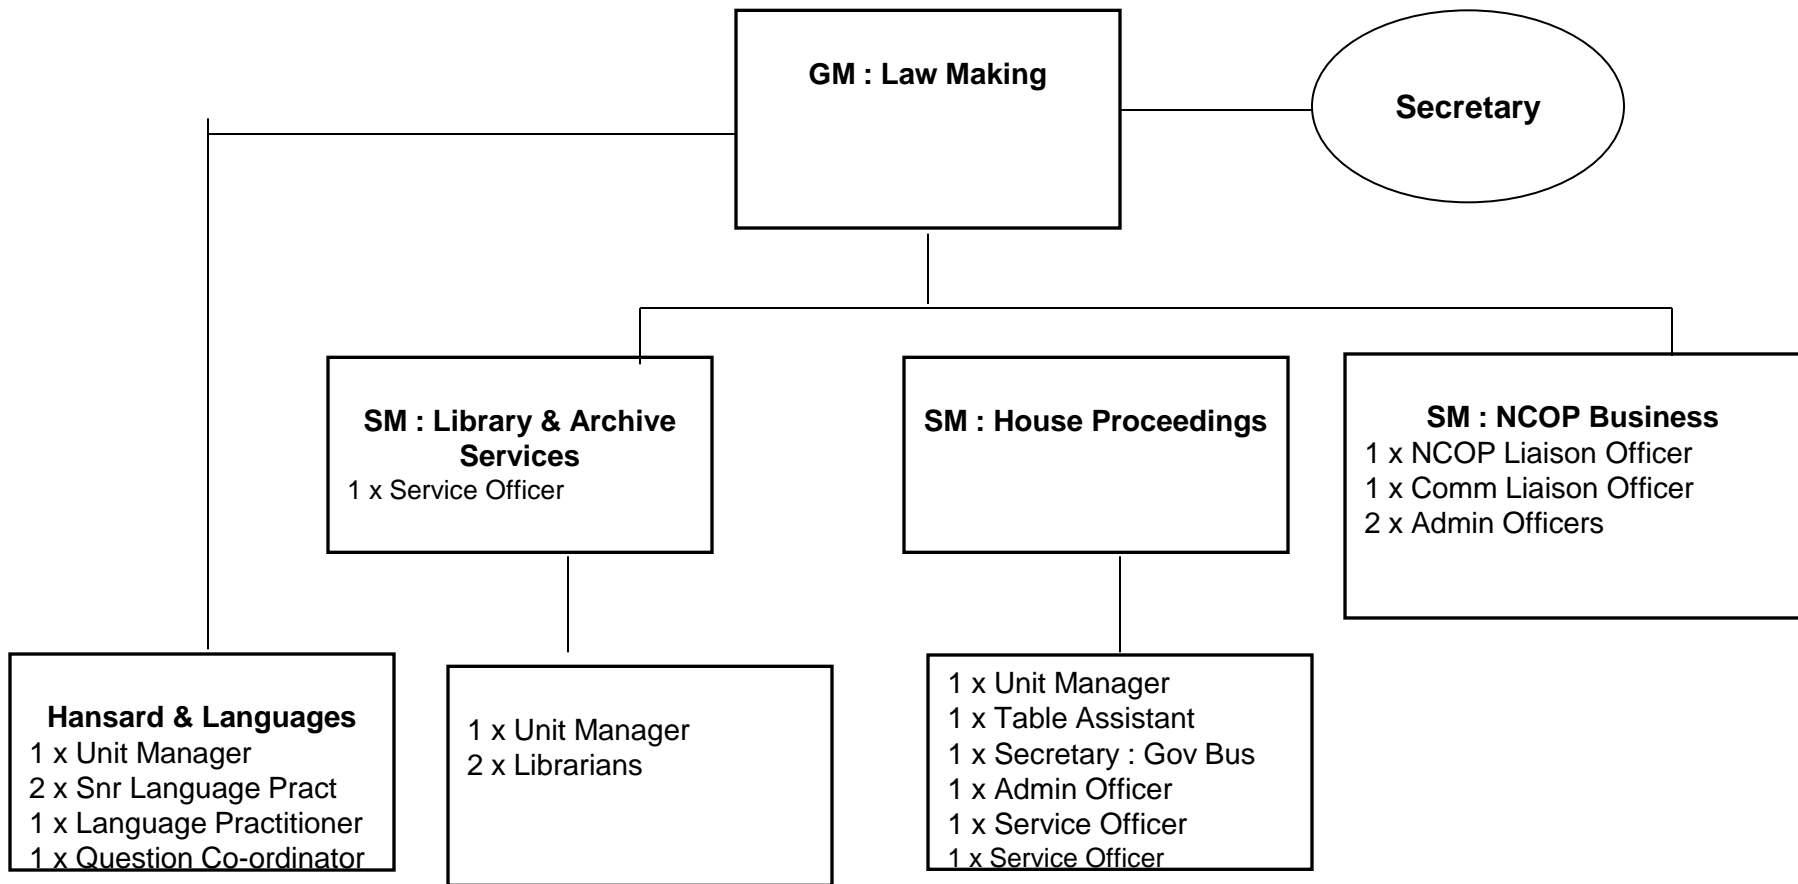 GM : Law Making
Secretary
SM : Library & Archive
Services
1 x Service Officer
SM : House Proceedings
SM : NCOP Business
1 x NCOP Liaison Officer
1 x Comm Liaison Officer
2 x Admin Officers
Hansard & Languages
1 x Unit Manager
2 x Snr Language Pract
1 x Language Practitioner
1 x Question Co-ordinator
1 x Unit Manager
2 x Librarians
1 x Unit Manager
1 x Table Assistant
1 x Secretary : Gov Bus
1 x Admin Officer
1 x Service Officer
1 x Service Officer